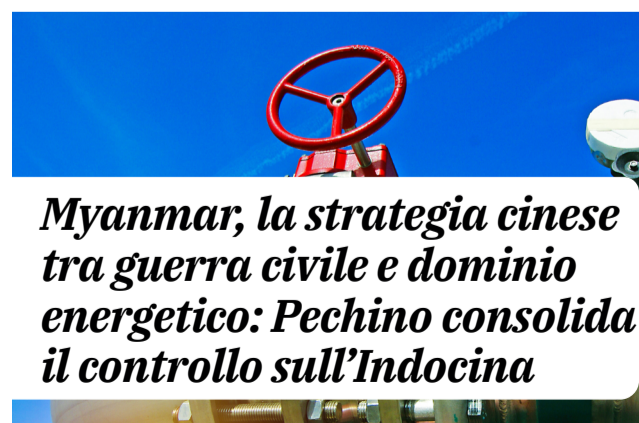 Myanmar, la strategia cinese
tra guerra civile e dominio
energetico: Pechino consolida
il controllo sull’Indocina